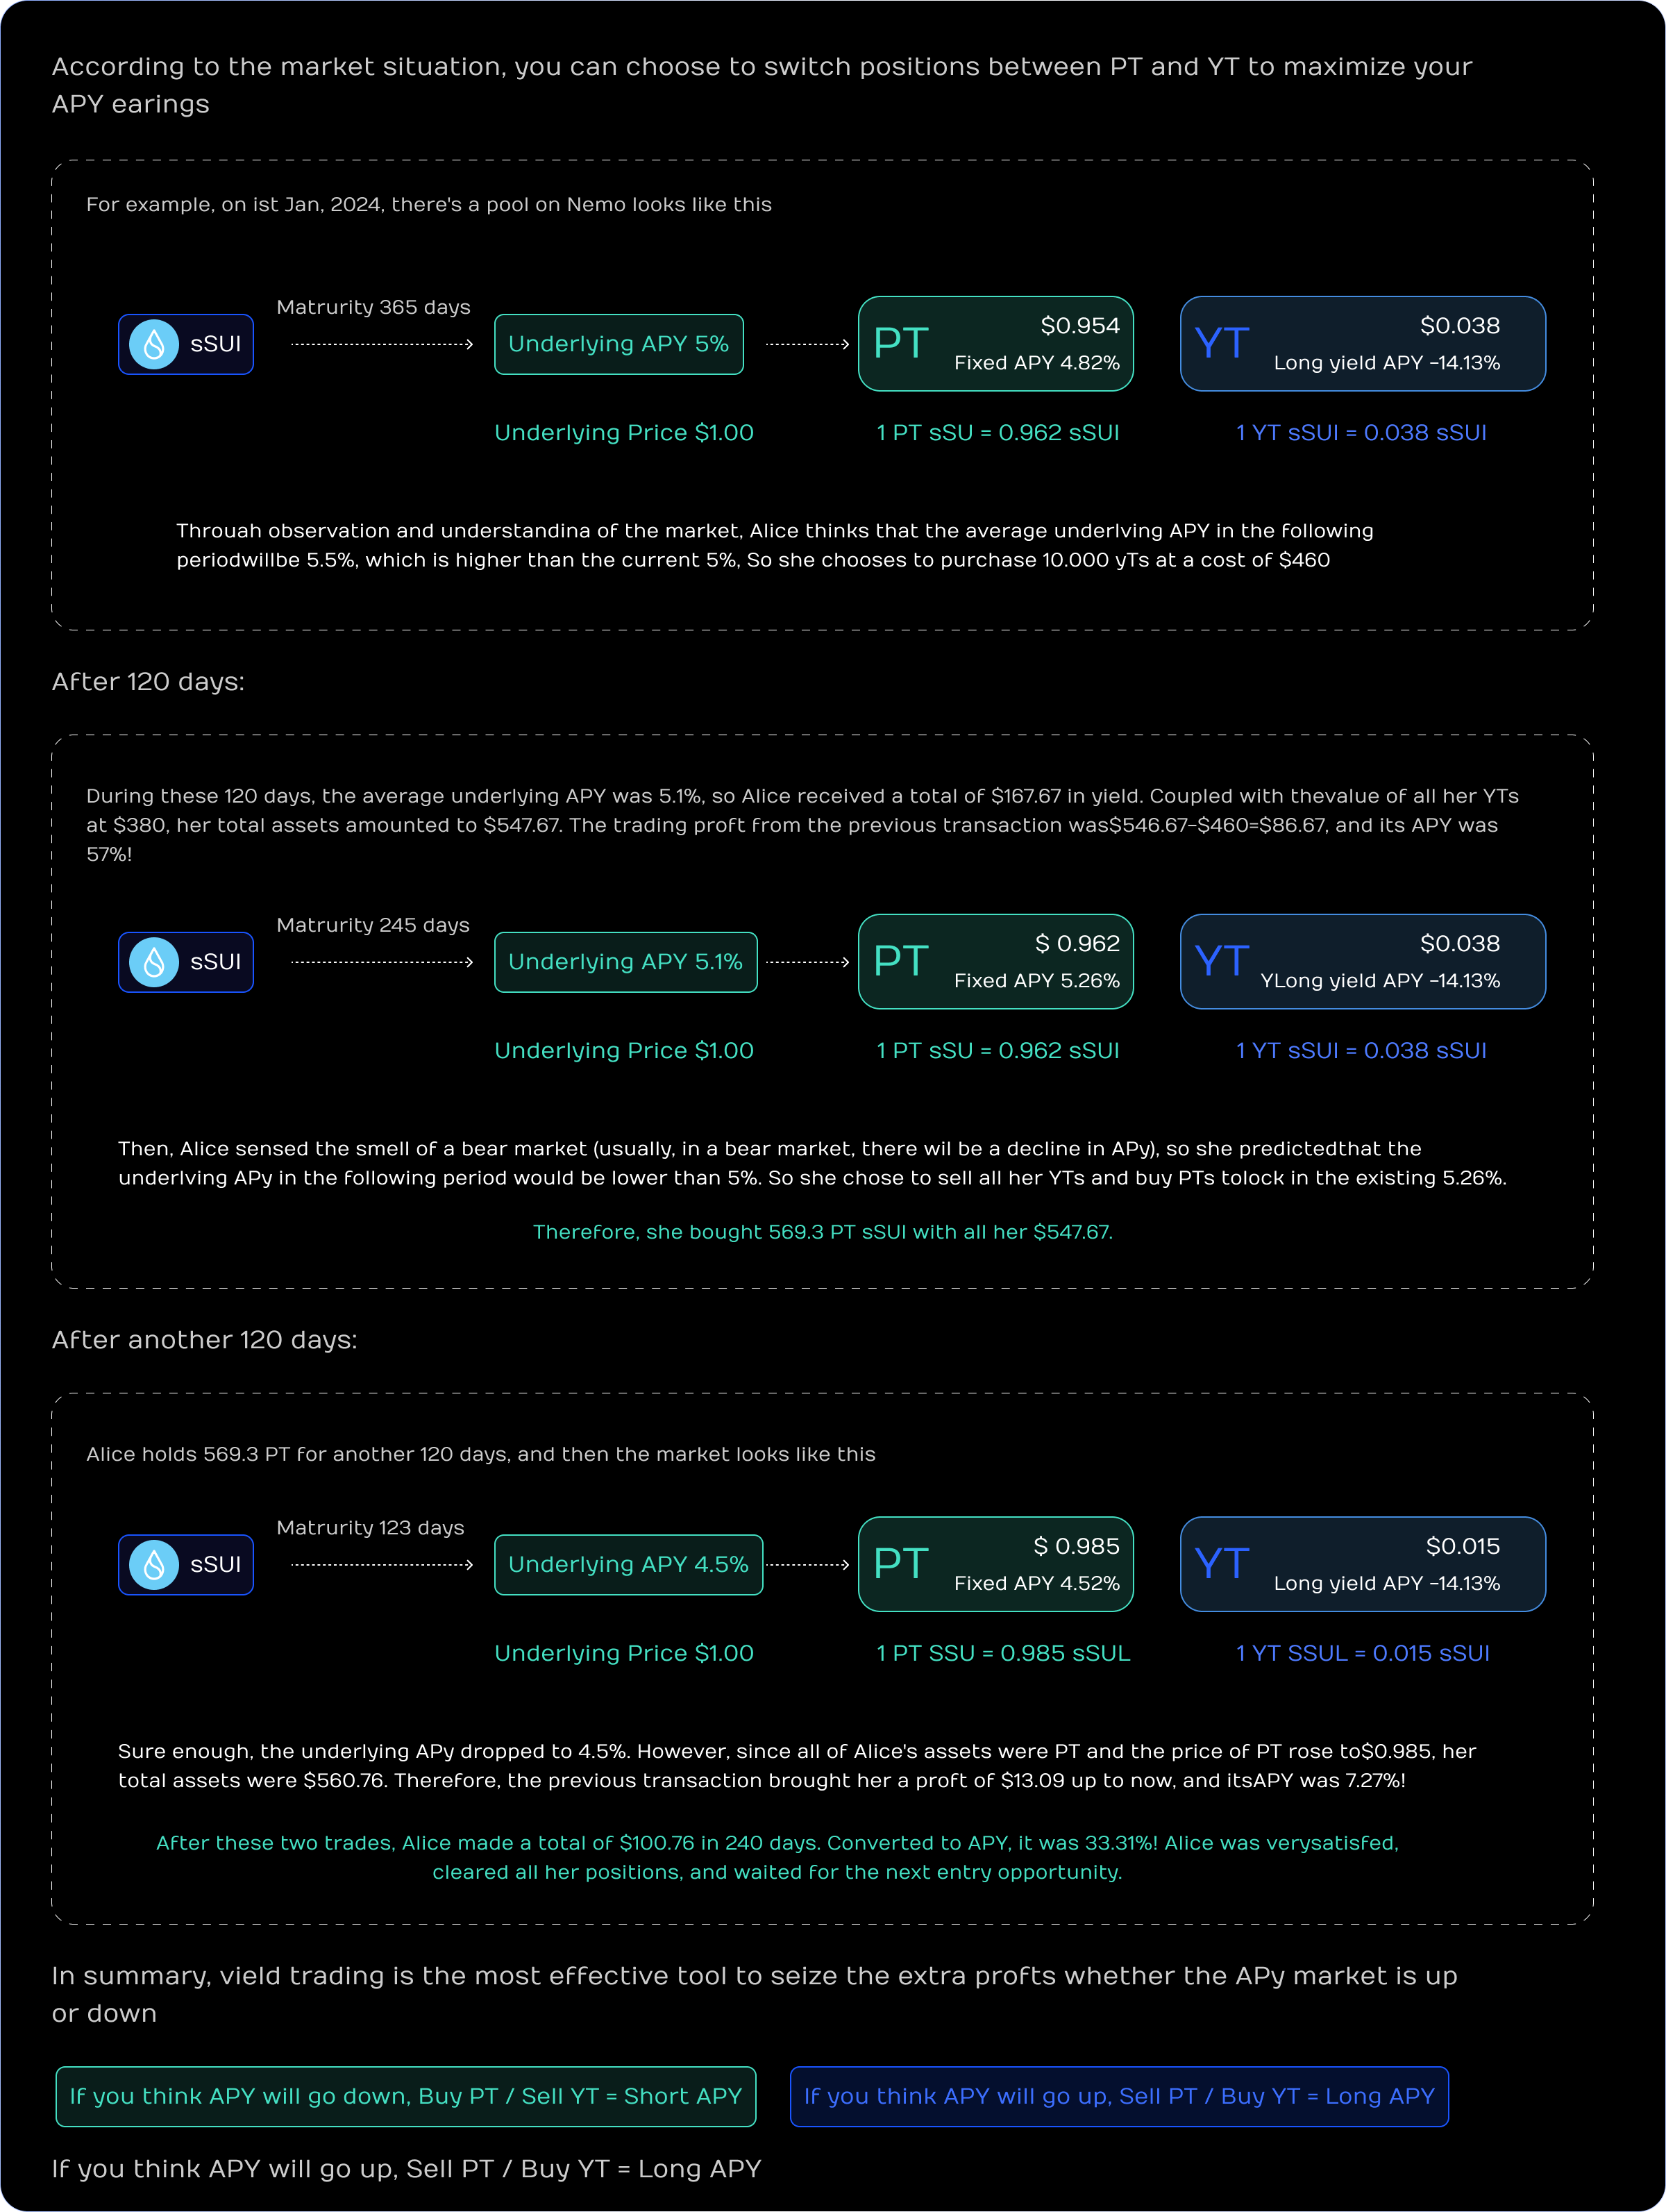 According to the market situation, you can choose to switch positions between PT and YT to maximize your
APY earings
For example, on ist Jan, 2024, there's a pool on Nemo looks like this
sSUI
Matrurity 365 days
Underlying APY 5%
Underlying Price $1.00
PT
$0.954
Fixed APY 4.82%
1 PT sSU = 0.962 sSUI
YT
$0.038
Long yield APY -14.13%
1 YT sSUI = 0.038 sSUI
Throuah observation and understandina of the market, Alice thinks that the average underlving APY in the following
periodwillbe 5.5%, which is higher than the current 5%, So she chooses to purchase 10.000 yTs at a cost of $460
After 120 days:
During these 120 days, the average underlying APY was 5.1%, so Alice received a total of $167.67 in yield. Coupled with thevalue of all her YTs
at $380, her total assets amounted to $547.67. The trading proft from the previous transaction was$546.67-$460=$86.67, and its APY was
57%!
sSUI
Matrurity 245 days
Underlying APY 5.1%
Underlying Price $1.00
PT
$ 0.962
Fixed APY 5.26%
1 PT sSU = 0.962 sSUI
YT
$0.038
YLong yield APY -14.13%
1 YT sSUI = 0.038 sSUI
Then, Alice sensed the smell of a bear market (usually, in a bear market, there wil be a decline in APy), so she predictedthat the
underlving APy in the following period would be lower than 5%. So she chose to sell all her YTs and buy PTs tolock in the existing 5.26%.
Therefore, she bought 569.3 PT sSUI with all her $547.67.
After another 120 days:
Alice holds 569.3 PT for another 120 days, and then the market looks like this
sSUI
Matrurity 123 days
Underlying APY 4.5%
Underlying Price $1.00
PT
$ 0.985
Fixed APY 4.52%
1 PT SSU = 0.985 sSUL
YT
$0.015
Long yield APY -14.13%
1 YT SSUL = 0.015 sSUI
Sure enough, the underlying APy dropped to 4.5%. However, since all of Alice's assets were PT and the price of PT rose to$0.985, her
total assets were $560.76. Therefore, the previous transaction brought her a proft of $13.09 up to now, and itsAPY was 7.27%!
After these two trades, Alice made a total of $100.76 in 240 days. Converted to APY, it was 33.31%! Alice was verysatisfed,
cleared all her positions, and waited for the next entry opportunity.
In summary, vield trading is the most effective tool to seize the extra profts whether the APy market is up
or down
If you think APY will go down, Buy PT / Sell YT = Short APY
If you think APY will go up, Sell PT / Buy YT = Long APY
If you think APY will go up, Sell PT / Buy YT = Long APY